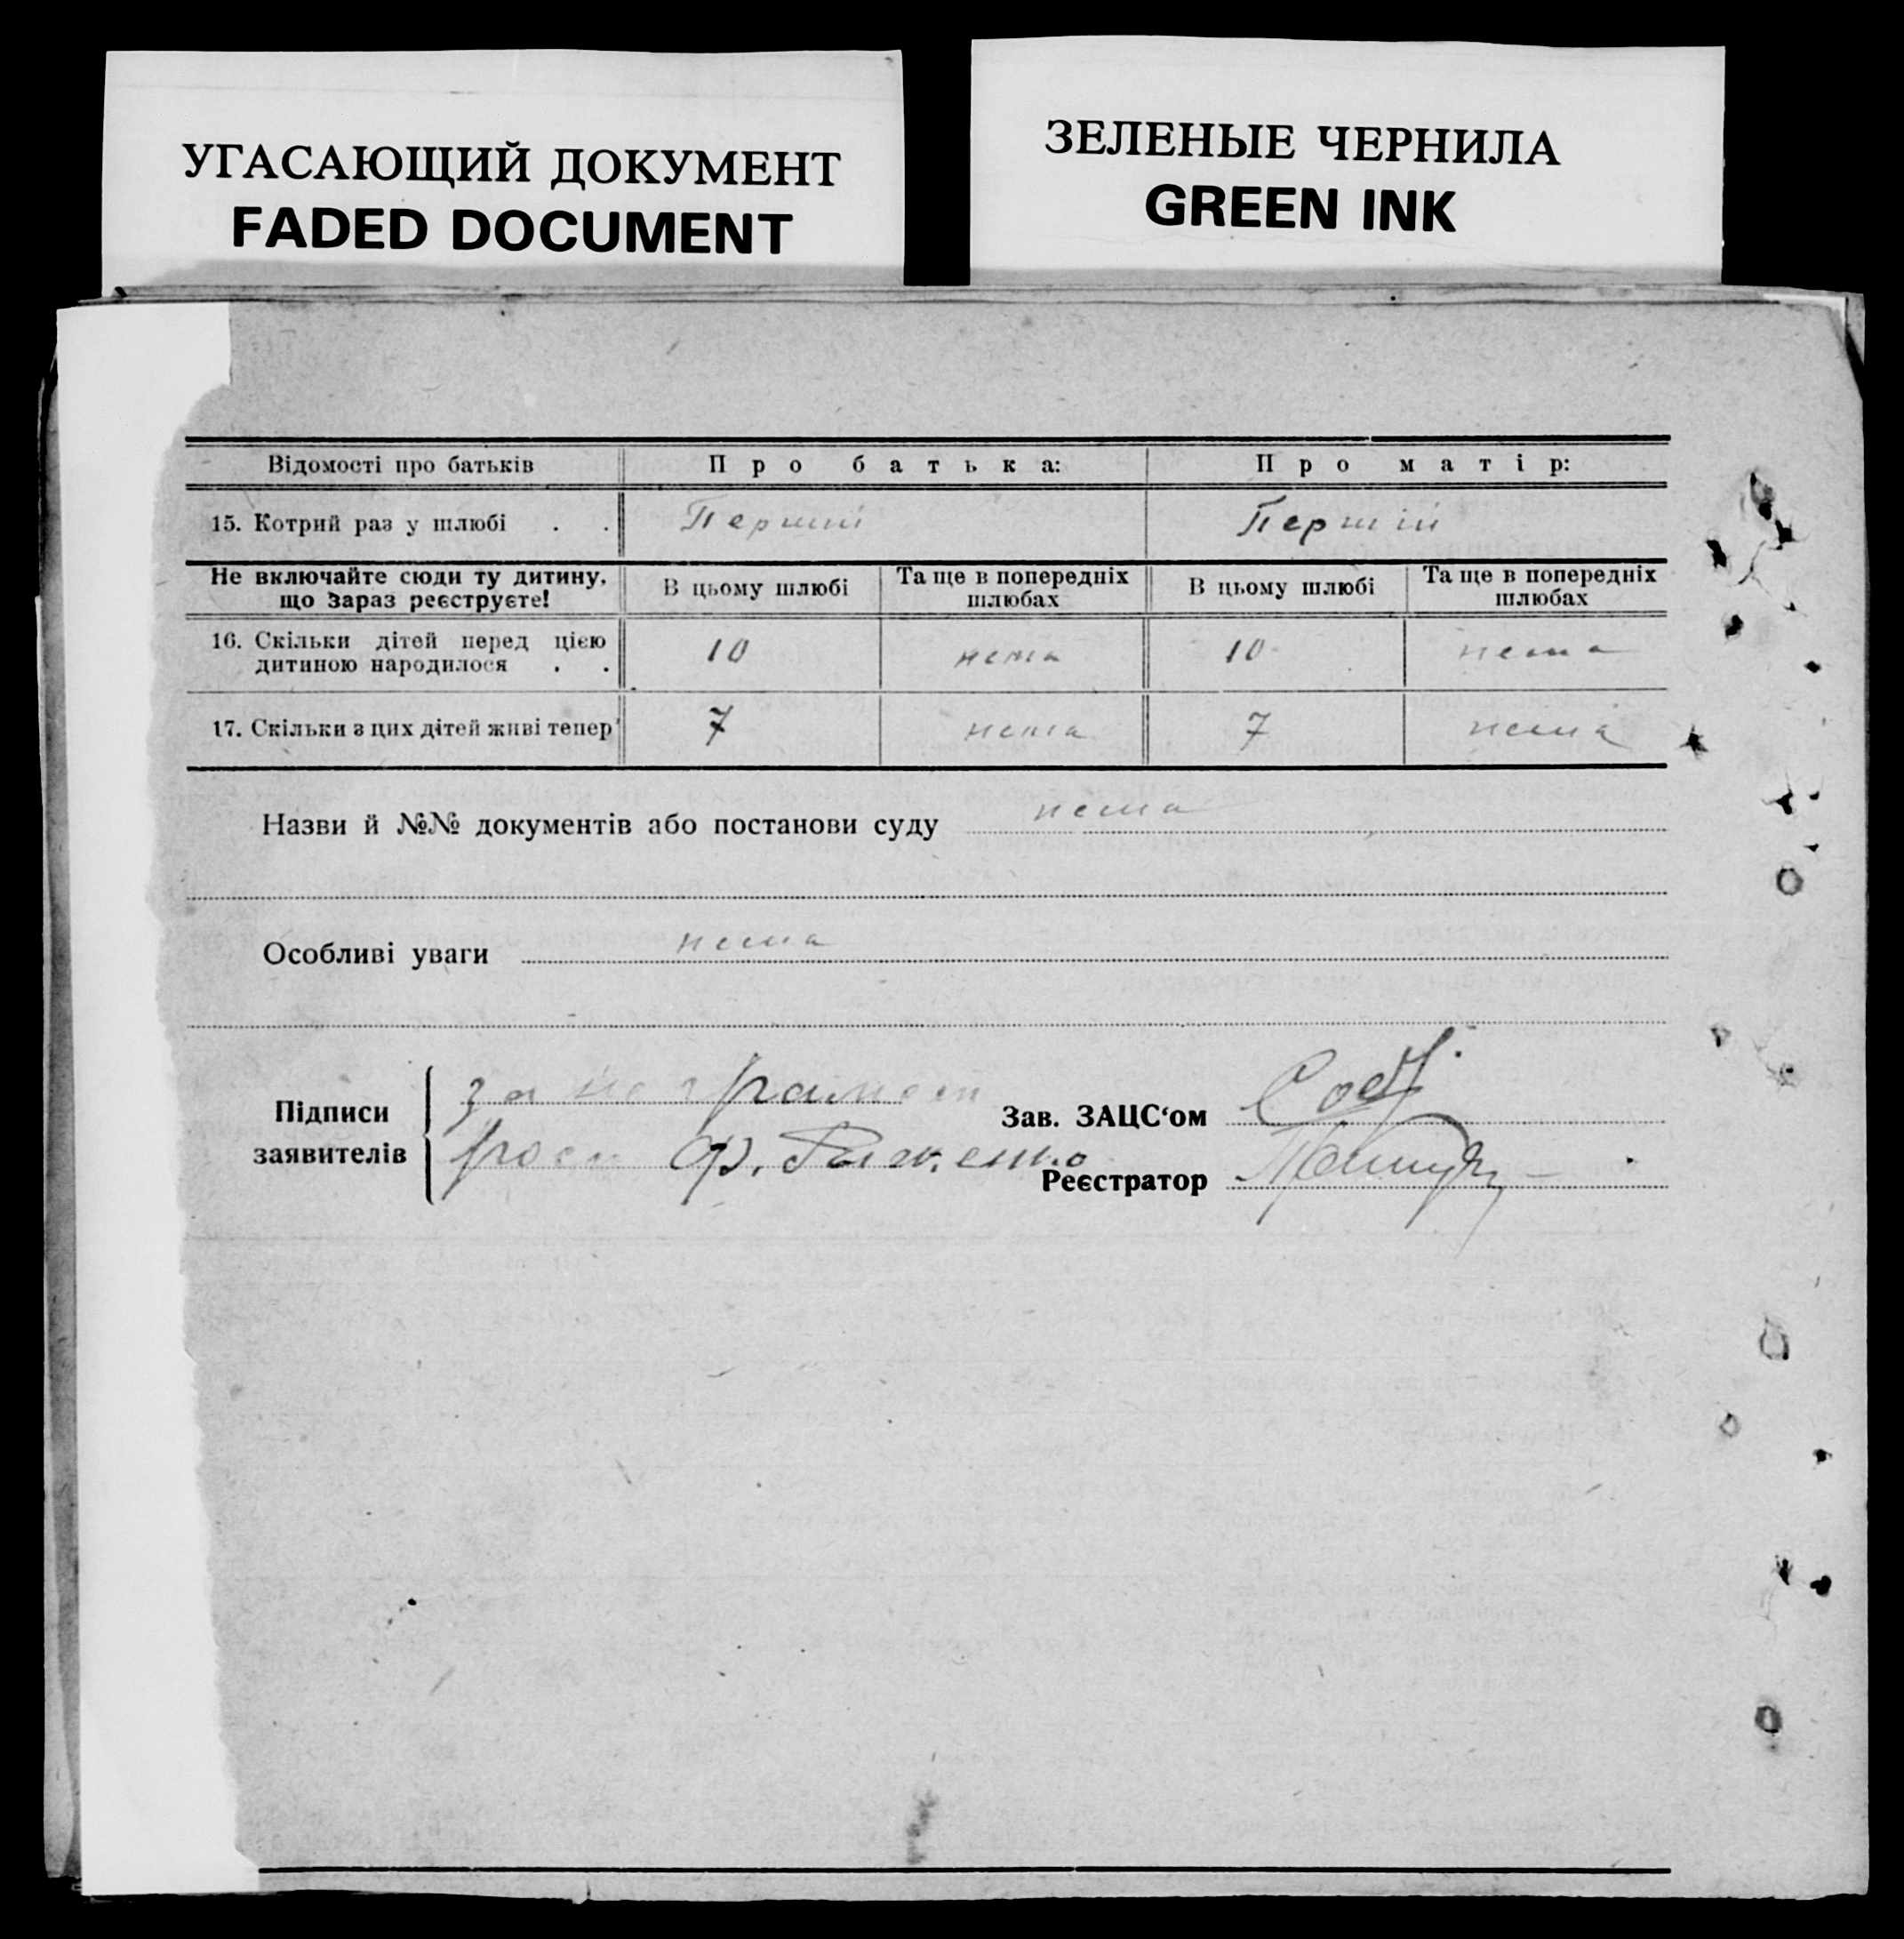 УГАСАЮЩИЙ ДОКУМЕНТ
FADED DOCUMENT
ЗЕЛЕНЫЕ ЧЕРНИЛА
GREEN INK
Відомості про батьків Про батька: Про матір:
15. Котрий раз у шлюбі . . Перший Першій
Не включайте сюди ту дитину, що зараз реєструєте! В цьому шлюбі Та ще в попередніх шлюбах В цьому шлюбі Та ще в попередніх шлюбах
16. Скільки дітей перед цією
дитиною народилося . . 10 нема 10 нема
17. Скільки з цих дітей живі тепер 7 нема 7 нема
Назви й №№ документів або постанови суду нема
Особливі уваги нема
Підписи
заявителів
за неграмотн
Зав. ЗАЦС‘ом
Реєстратор